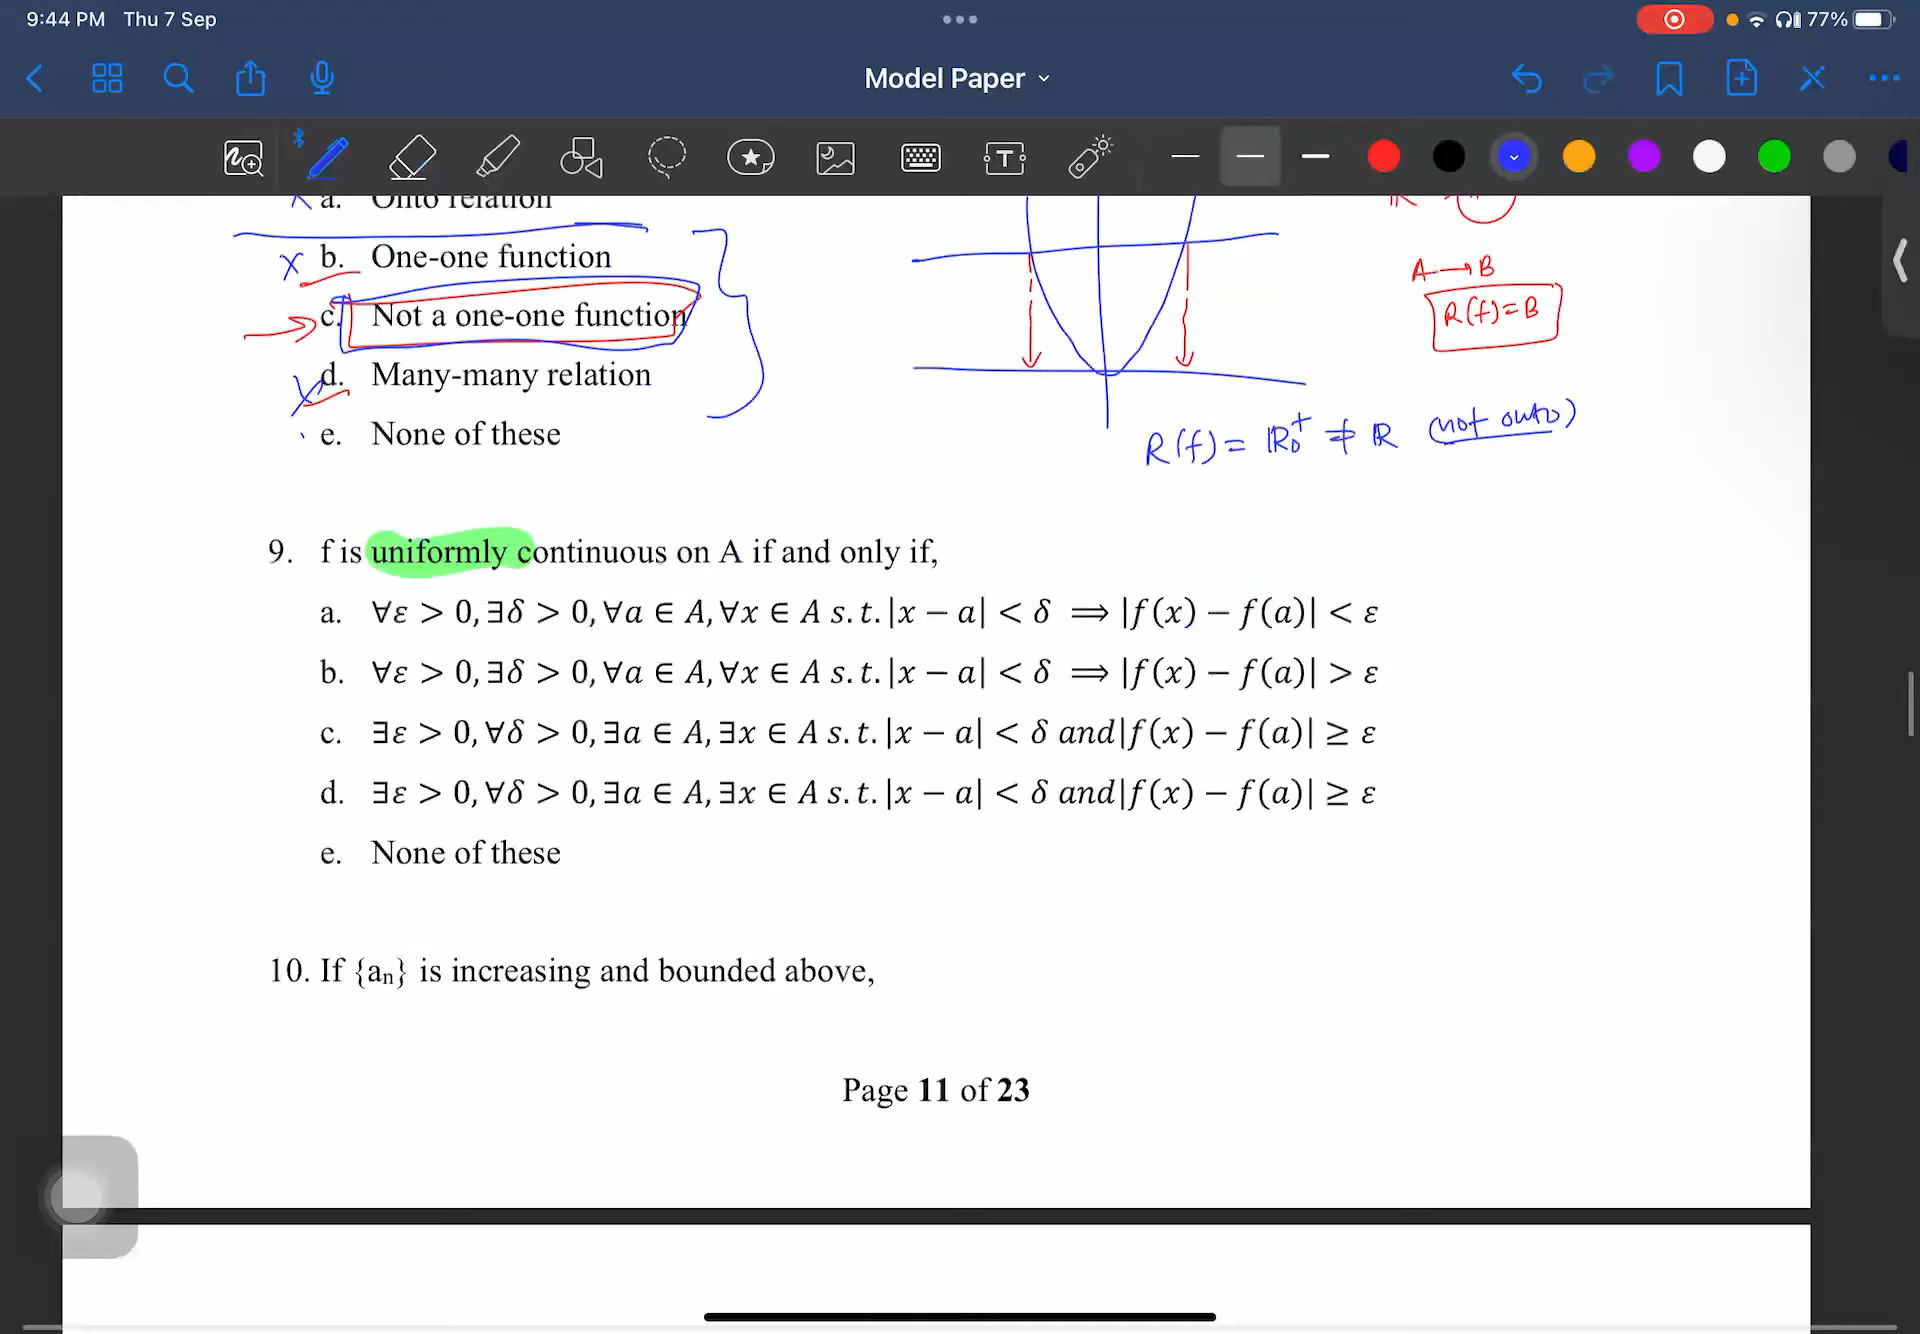 9:44 PM Thu 7 Sep
77%
Model Paper
T
a. Onto relation
x b. One-one function
c. Not a one-one function
x d. Many-many relation
e. None of these
A → B
R(f) = B
R(f) = ℝ₀⁺ ≠ ℝ (not onto)
9. f is uniformly continuous on A if and only if,
a. ∀ε > 0, ∃δ > 0, ∀a ∈ A, ∀x ∈ A s.t. |x − a| < δ ⟹ |f(x) − f(a)| < ε
b. ∀ε > 0, ∃δ > 0, ∀a ∈ A, ∀x ∈ A s.t. |x − a| < δ ⟹ |f(x) − f(a)| > ε
c. ∃ε > 0, ∀δ > 0, ∃a ∈ A, ∃x ∈ A s.t. |x − a| < δ and|f(x) − f(a)| ≥ ε
d. ∃ε > 0, ∀δ > 0, ∃a ∈ A, ∃x ∈ A s.t. |x − a| < δ and|f(x) − f(a)| ≥ ε
e. None of these
10. If {aₙ} is increasing and bounded above,
Page 11 of 23